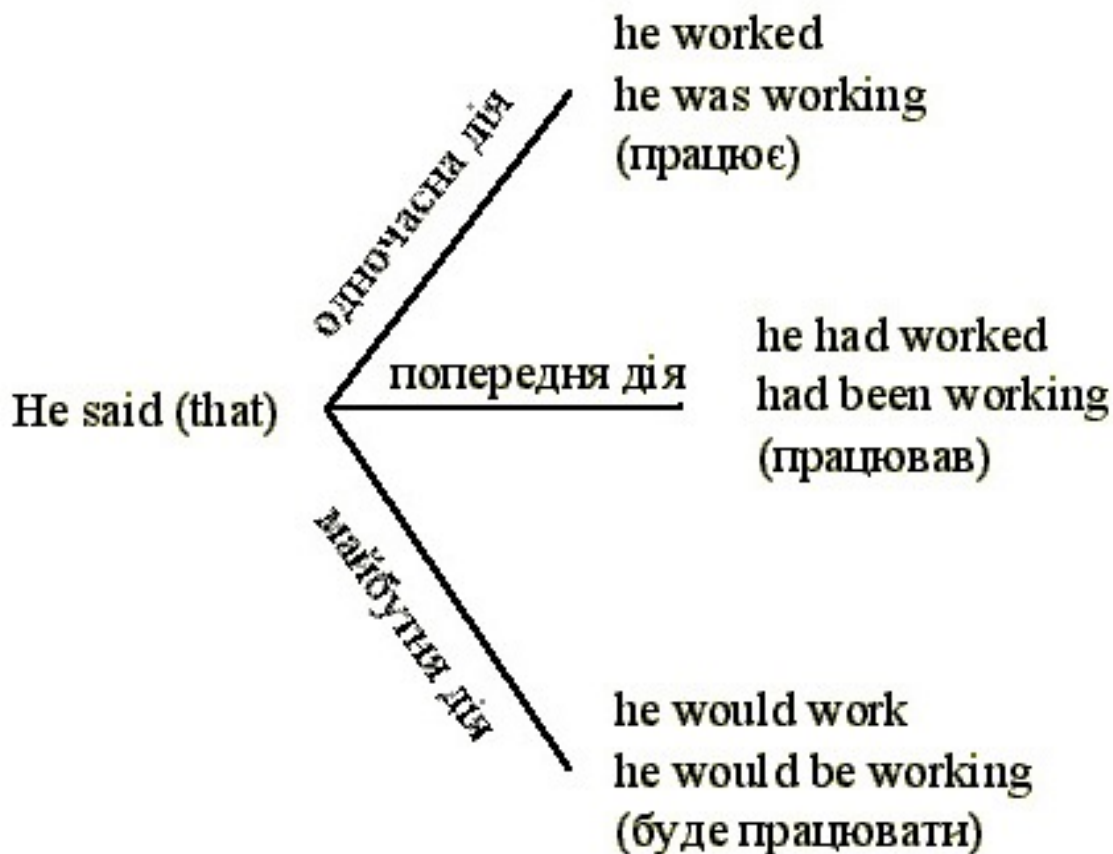 he worked
he was working
(працює)
одночасна дія
He said (that)
попередня дія
he had worked
had been working
(працював)
майбутня дія
he would work
he would be working
(буде працювати)